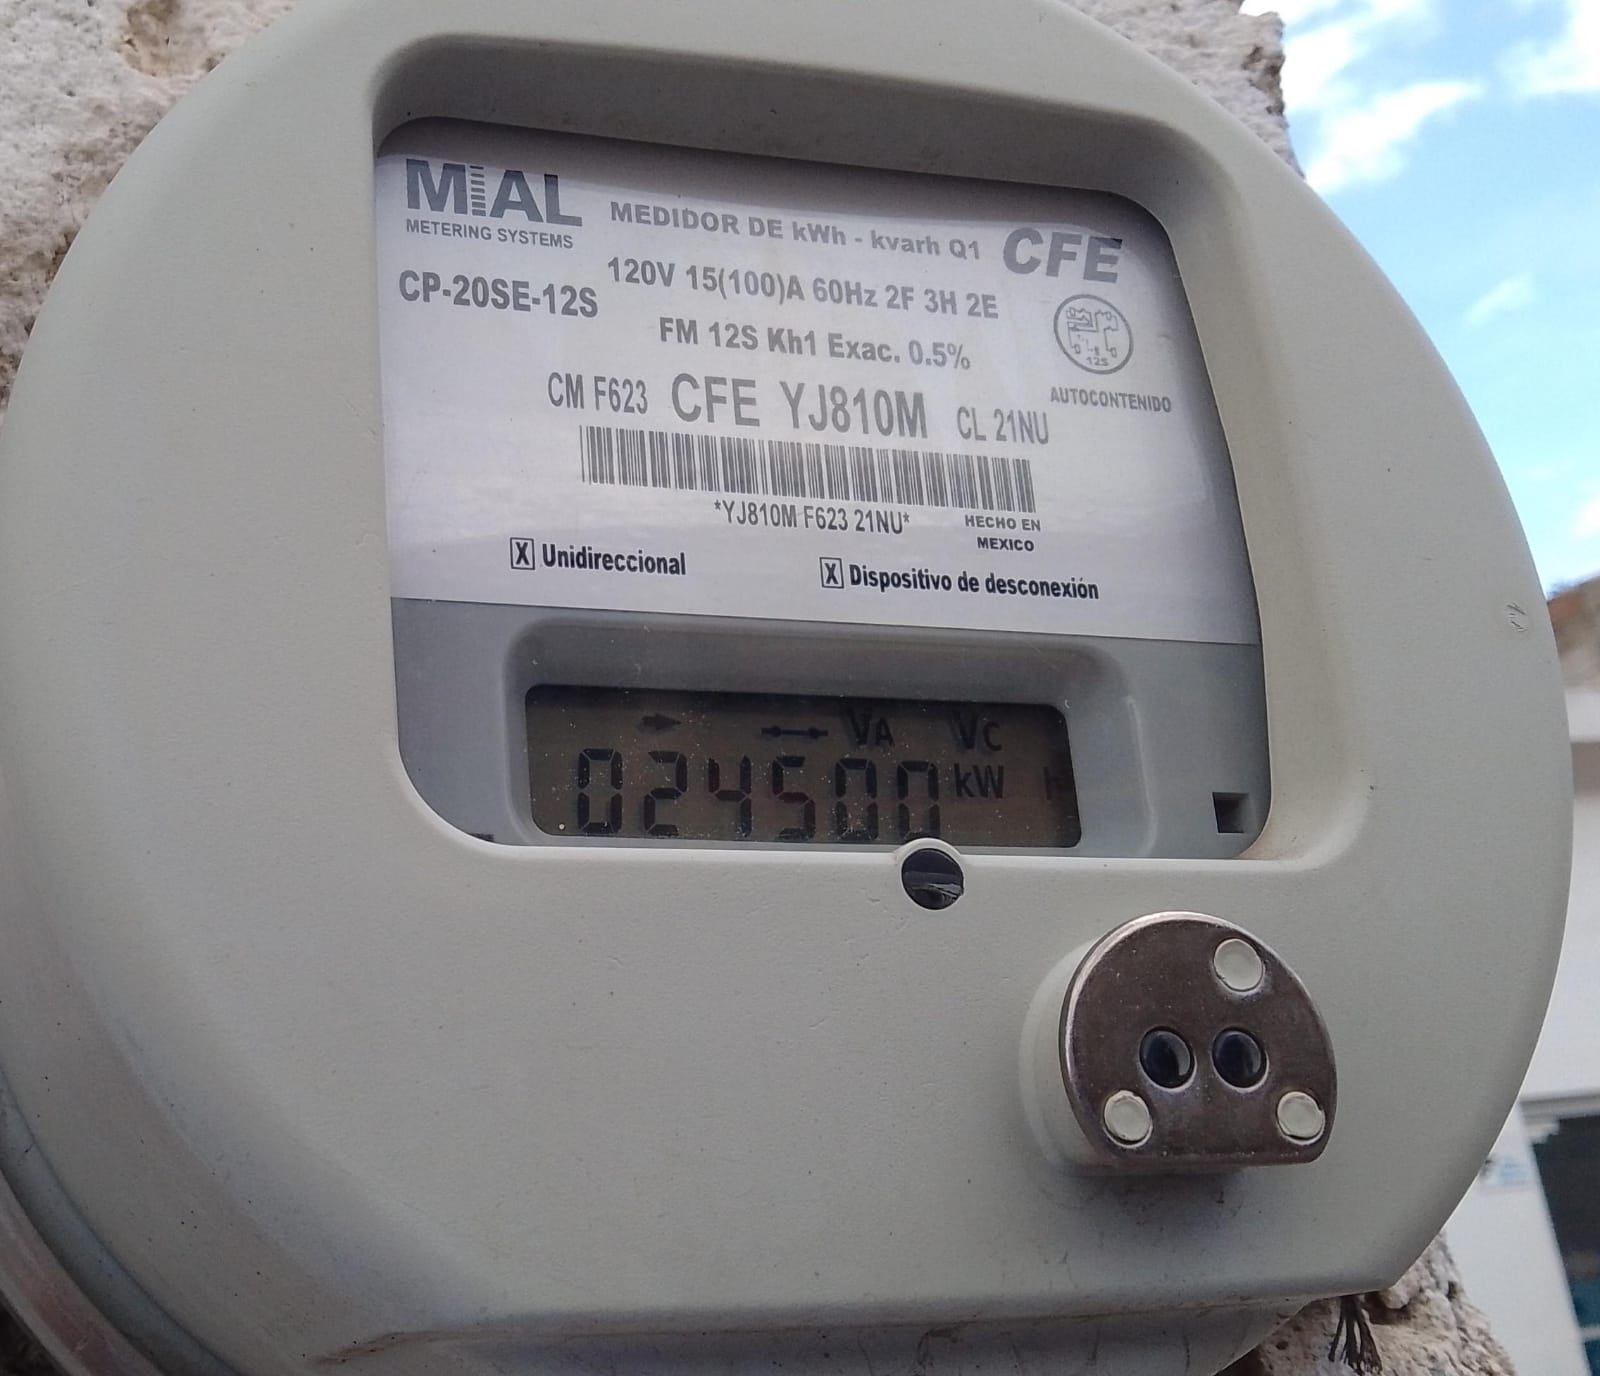 MIAL
METERING SYSTEMS
MEDIDOR DE kWh - kvarh Q1
CFE
CP-20SE-12S
120V 15(100)A 60Hz 2F 3H 2E
FM 12S Kh1 Exac. 0.5%
12S
AUTOCONTENIDO
CM F623 CFE YJ810M CL 21NU
*YJ810M F623 21NU*
HECHO EN
MEXICO
X Unidireccional
X Dispositivo de desconexión
VA VC
024500 kW h